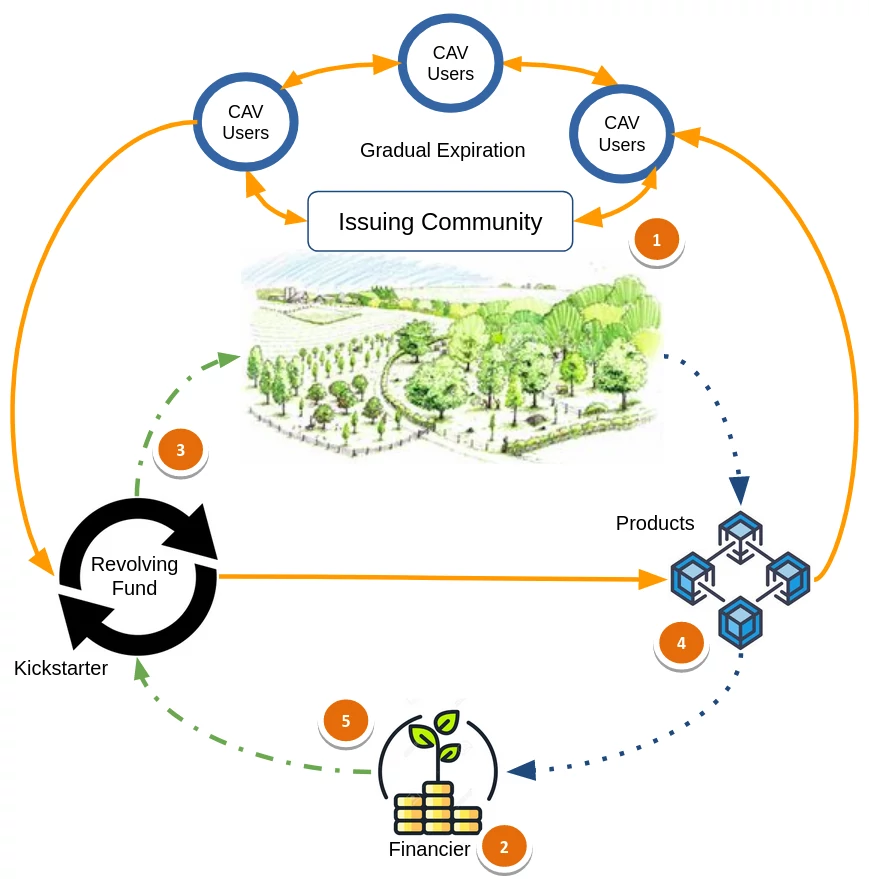 CAV
Users
CAV
Users
CAV
Users
Gradual Expiration
Issuing Community
1
3
Products
Revolving
Fund
4
Kickstarter
5
Financier
2